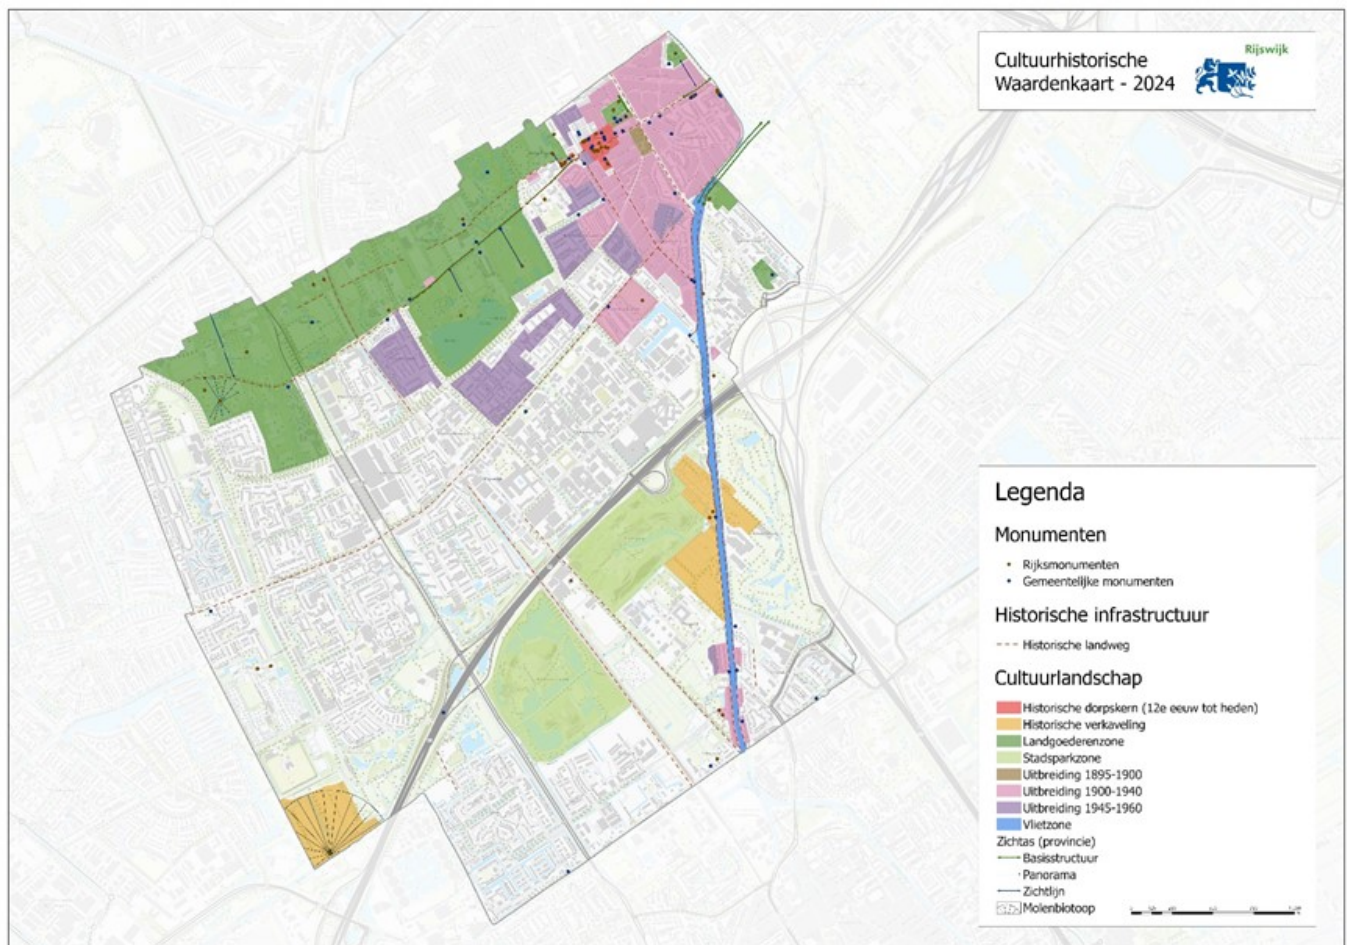 Cultuurhistorische
Waardenkaart - 2024
Rijswijk
Legenda
Monumenten
Rijksmonumenten
Gemeentelijke monumenten
Historische infrastructuur
Historische landweg
Cultuurlandschap
Historische dorpskern (12e eeuw tot heden)
Historische verkaveling
Landgoederenzone
Stadsparkzone
Uitbreiding 1895-1900
Uitbreiding 1900-1940
Uitbreiding 1945-1960
Vlietzone
Zichtas (provincie)
Basisstructuur
Panorama
Zichtlijn
Molenbiotoop